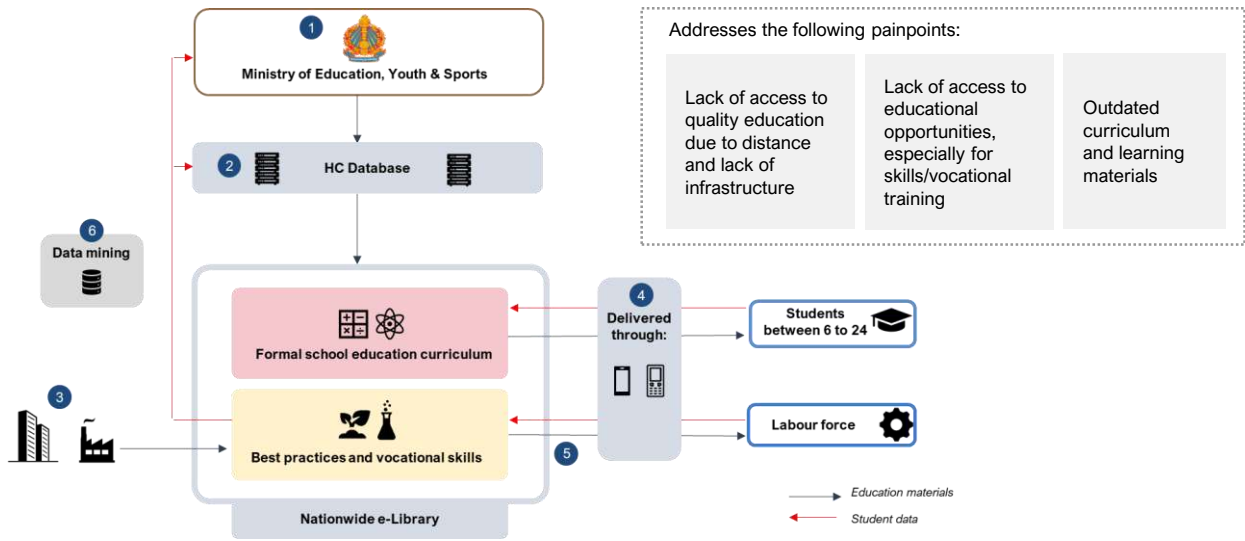 1
Ministry of Education, Youth & Sports
2
HC Database
6
Data mining
Formal school education curriculum
3
Best practices and vocational skills
Nationwide e-Library
4
Delivered
through:
5
Students
between 6 to 24
Labour force
Education materials
Student data
Addresses the following painpoints:
Lack of access to
quality education
due to distance
and lack of
infrastructure
Lack of access to
educational
opportunities,
especially for
skills/vocational
training
Outdated
curriculum
and learning
materials